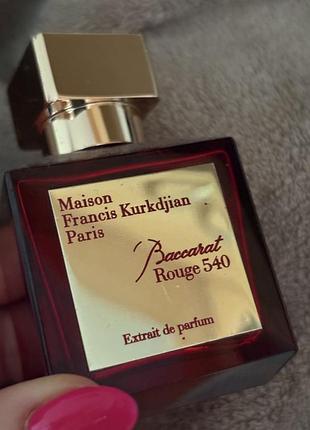 Maison
Francis Kurkdjian
Paris
Baccarat
Rouge 540
Extrait de parfum